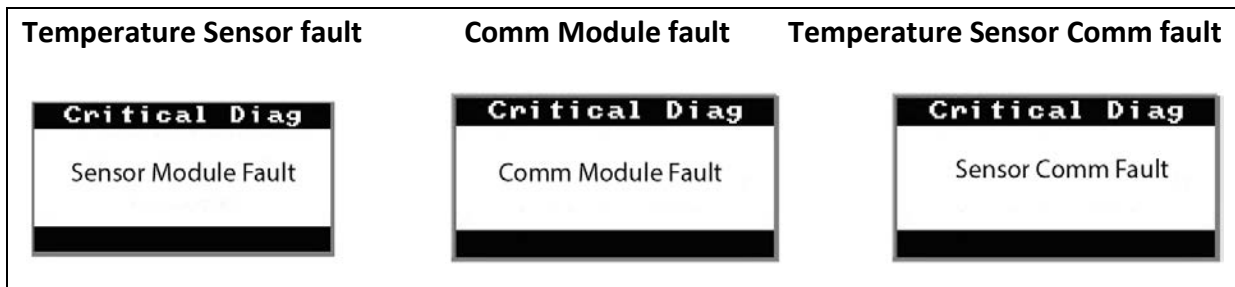 Temperature Sensor fault
Comm Module fault
Temperature Sensor Comm fault
Critical Diag
Sensor Module Fault
Critical Diag
Comm Module Fault
Critical Diag
Sensor Comm Fault